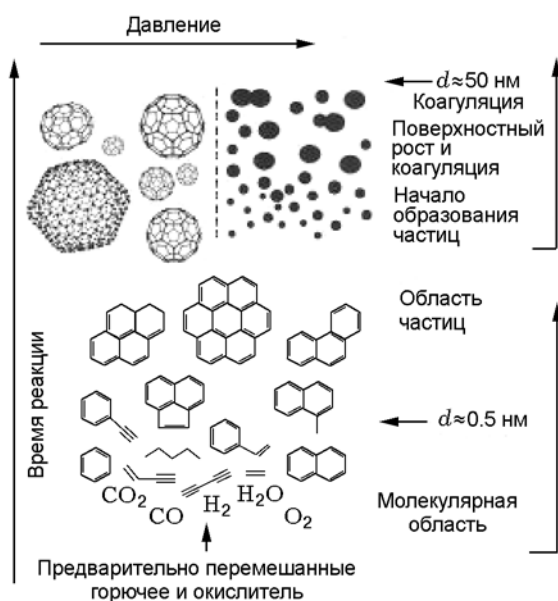 Давление
d≈50 нм
Коагуляция
Поверхностный
рост и
коагуляция
Начало
образования
частиц
Область
частиц
Время реакции
d≈0.5 нм
CO₂
CO
H₂
H₂O
O₂
Молекулярная
область
Предварительно перемешанные
горючее и окислитель